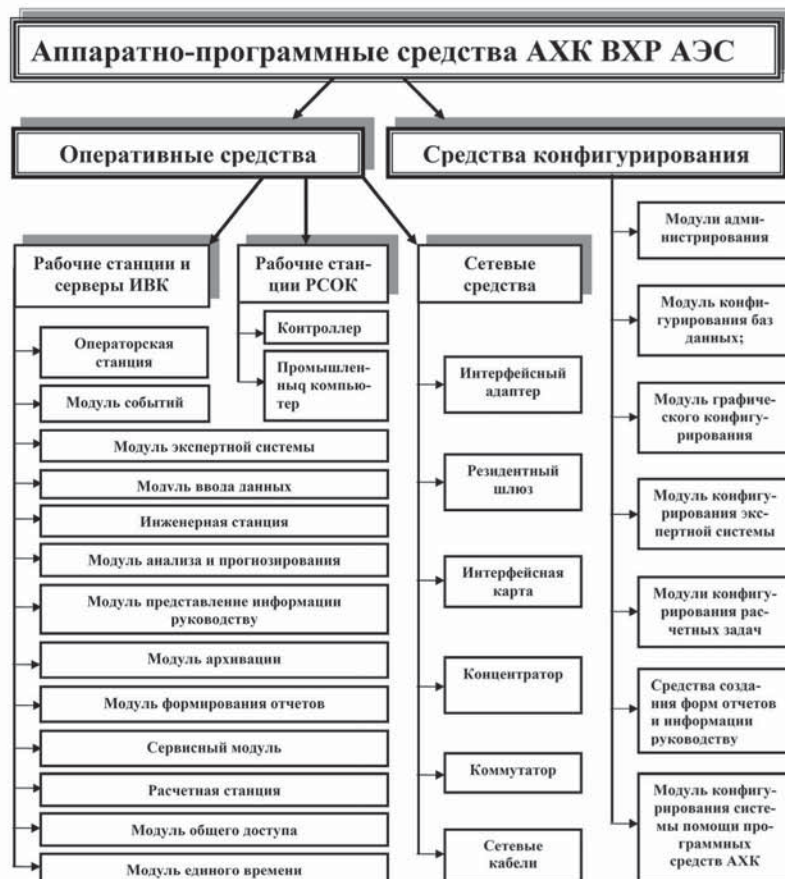 Аппаратно-программные средства АХК ВХР АЭС
Оперативные средства
Средства конфигурирования
Рабочие станции и
серверы ИВК
Операторская
станция
Модуль событий
Модуль экспертной системы
Модуль ввода данных
Инженерная станция
Модуль анализа и прогнозирования
Модуль представление информации
руководству
Модуль архивации
Модуль формирования отчетов
Сервисный модуль
Расчетная станция
Модуль общего доступа
Модуль единого времени
Рабочие стан-
ции РСОК
Контроллер
Промышлен-
ныq компью-
тер
Сетевые
средства
Интерфейсный
адаптер
Резидентный
шлюз
Интерфейсная
карта
Концентратор
Коммутатор
Сетевые
кабели
Модули адми-
нистрирования
Модуль конфи-
гурирования баз
данных;
Модуль графиче-
ского конфигу-
рирования
Модуль конфигу-
рирования экс-
пертной системы
Модули конфигу-
рирования рас-
четных задач
Средства созда-
ния форм отчетов
и информации
руководству
Модуль конфигу-
рирования систе-
мы помощи про-
граммных
средств АХК